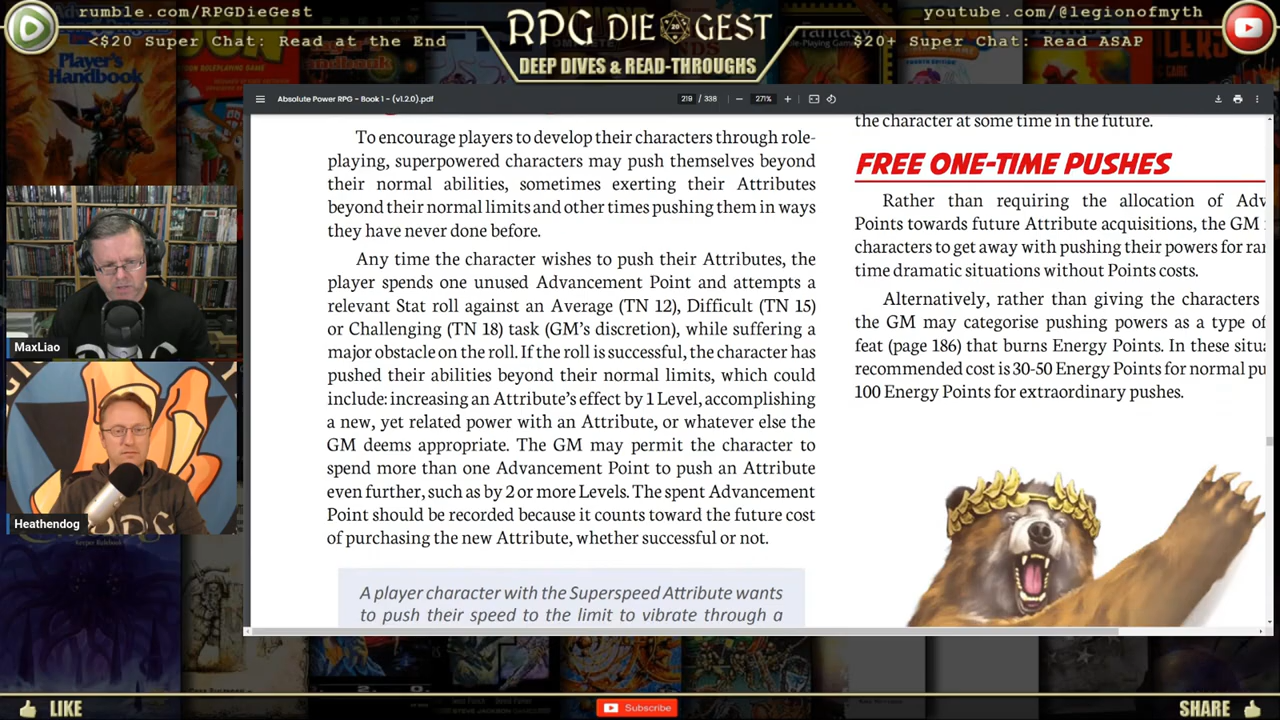 rumble.com/RPGDieGest
<$20 Super Chat: Read at the End
RPG DIE GEST
DEEP DIVES & READ-THROUGHS
youtube.com/@legionofmyth
$20+ Super Chat: Read ASAP
Player's
Handbook
Absolute Power RPG - Book 1 - (v1.2.0).pdf
219 / 338
271%
To encourage players to develop their characters through role-
playing, superpowered characters may push themselves beyond
their normal abilities, sometimes exerting their Attributes
beyond their normal limits and other times pushing them in ways
they have never done before.
Any time the character wishes to push their Attributes, the
player spends one unused Advancement Point and attempts a
relevant Stat roll against an Average (TN 12), Difficult (TN 15)
or Challenging (TN 18) task (GM's discretion), while suffering a
major obstacle on the roll. If the roll is successful, the character has
pushed their abilities beyond their normal limits, which could
include: increasing an Attribute's effect by 1 Level, accomplishing
a new, yet related power with an Attribute, or whatever else the
GM deems appropriate. The GM may permit the character to
spend more than one Advancement Point to push an Attribute
even further, such as by 2 or more Levels. The spent Advancement
Point should be recorded because it counts toward the future cost
of purchasing the new Attribute, whether successful or not.
A player character with the Superspeed Attribute wants
to push their speed to the limit to vibrate through a
the character at some time in the future.
FREE ONE-TIME PUSHES
Rather than requiring the allocation of Adv
Points towards future Attribute acquisitions, the GM
characters to get away with pushing their powers for rar
time dramatic situations without Points costs.
Alternatively, rather than giving the characters
the GM may categorise pushing powers as a type of
feat (page 186) that burns Energy Points. In these situa
recommended cost is 30-50 Energy Points for normal pu
100 Energy Points for extraordinary pushes.
MaxLiao
Heathendog
LIKE
Subscribe
SHARE